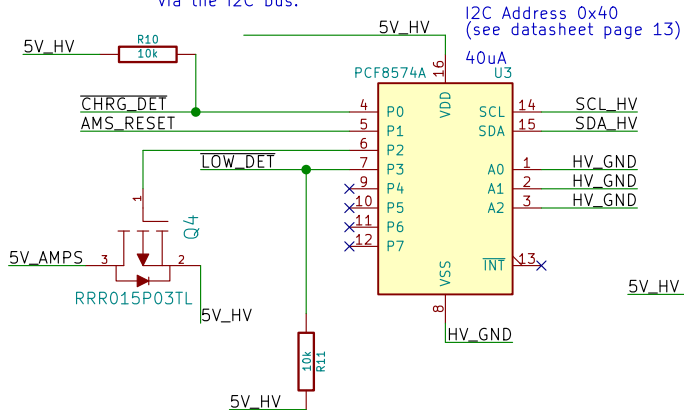 via the I2C bus.
I2C Address 0x40
(see datasheet page 13)
40uA
5V_HV
R10
10k
5V_HV
16
PCF8574A
U3
VDD
CHRG_DET
4
P0
SCL
14
SCL_HV
AMS_RESET
5
P1
SDA
15
SDA_HV
6
P2
LOW_DET
7
P3
A0
1
HV_GND
9
P4
A1
2
HV_GND
10
P5
A2
3
HV_GND
11
P6
12
P7
INT
13
1
Q4
5V_AMPS
3
2
RRR015P03TL
5V_HV
VSS
8
HV_GND
5V_HV
10k
R11
5V_HV